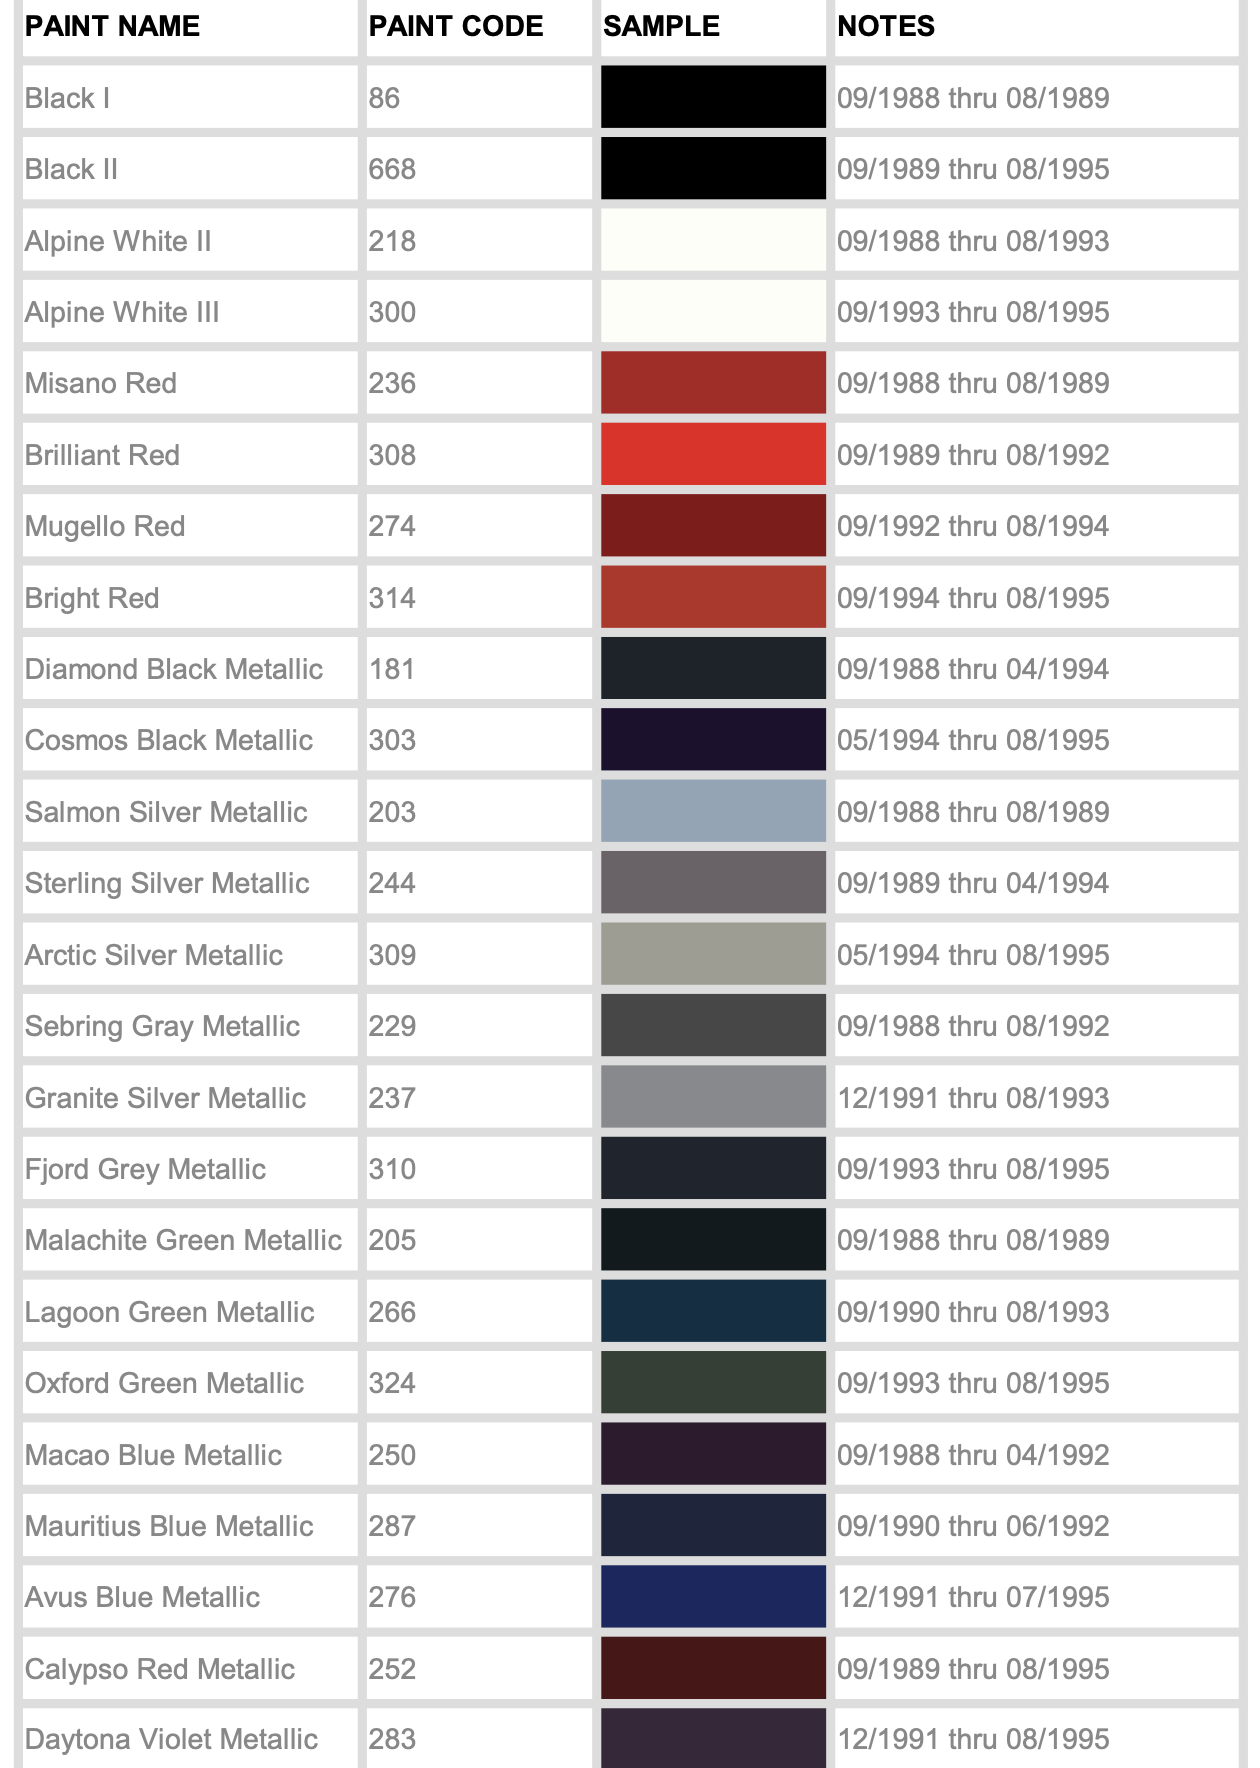 PAINT NAME PAINT CODE SAMPLE NOTES
Black I 86 09/1988 thru 08/1989
Black II 668 09/1989 thru 08/1995
Alpine White II 218 09/1988 thru 08/1993
Alpine White III 300 09/1993 thru 08/1995
Misano Red 236 09/1988 thru 08/1989
Brilliant Red 308 09/1989 thru 08/1992
Mugello Red 274 09/1992 thru 08/1994
Bright Red 314 09/1994 thru 08/1995
Diamond Black Metallic 181 09/1988 thru 04/1994
Cosmos Black Metallic 303 05/1994 thru 08/1995
Salmon Silver Metallic 203 09/1988 thru 08/1989
Sterling Silver Metallic 244 09/1989 thru 04/1994
Arctic Silver Metallic 309 05/1994 thru 08/1995
Sebring Gray Metallic 229 09/1988 thru 08/1992
Granite Silver Metallic 237 12/1991 thru 08/1993
Fjord Grey Metallic 310 09/1993 thru 08/1995
Malachite Green Metallic 205 09/1988 thru 08/1989
Lagoon Green Metallic 266 09/1990 thru 08/1993
Oxford Green Metallic 324 09/1993 thru 08/1995
Macao Blue Metallic 250 09/1988 thru 04/1992
Mauritius Blue Metallic 287 09/1990 thru 06/1992
Avus Blue Metallic 276 12/1991 thru 07/1995
Calypso Red Metallic 252 09/1989 thru 08/1995
Daytona Violet Metallic 283 12/1991 thru 08/1995